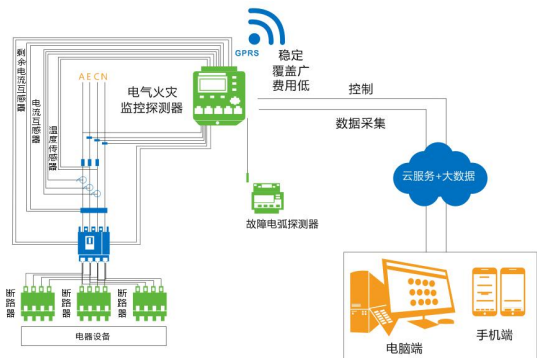 GPRS
稳定
覆盖广
费用低
剩余电流互感器
电流互感器
温度传感器
AECN
电气火灾
监控探测器
控制
数据采集
云服务+大数据
故障电弧探测器
断路器
断路器
断路器
电器设备
电脑端
手机端